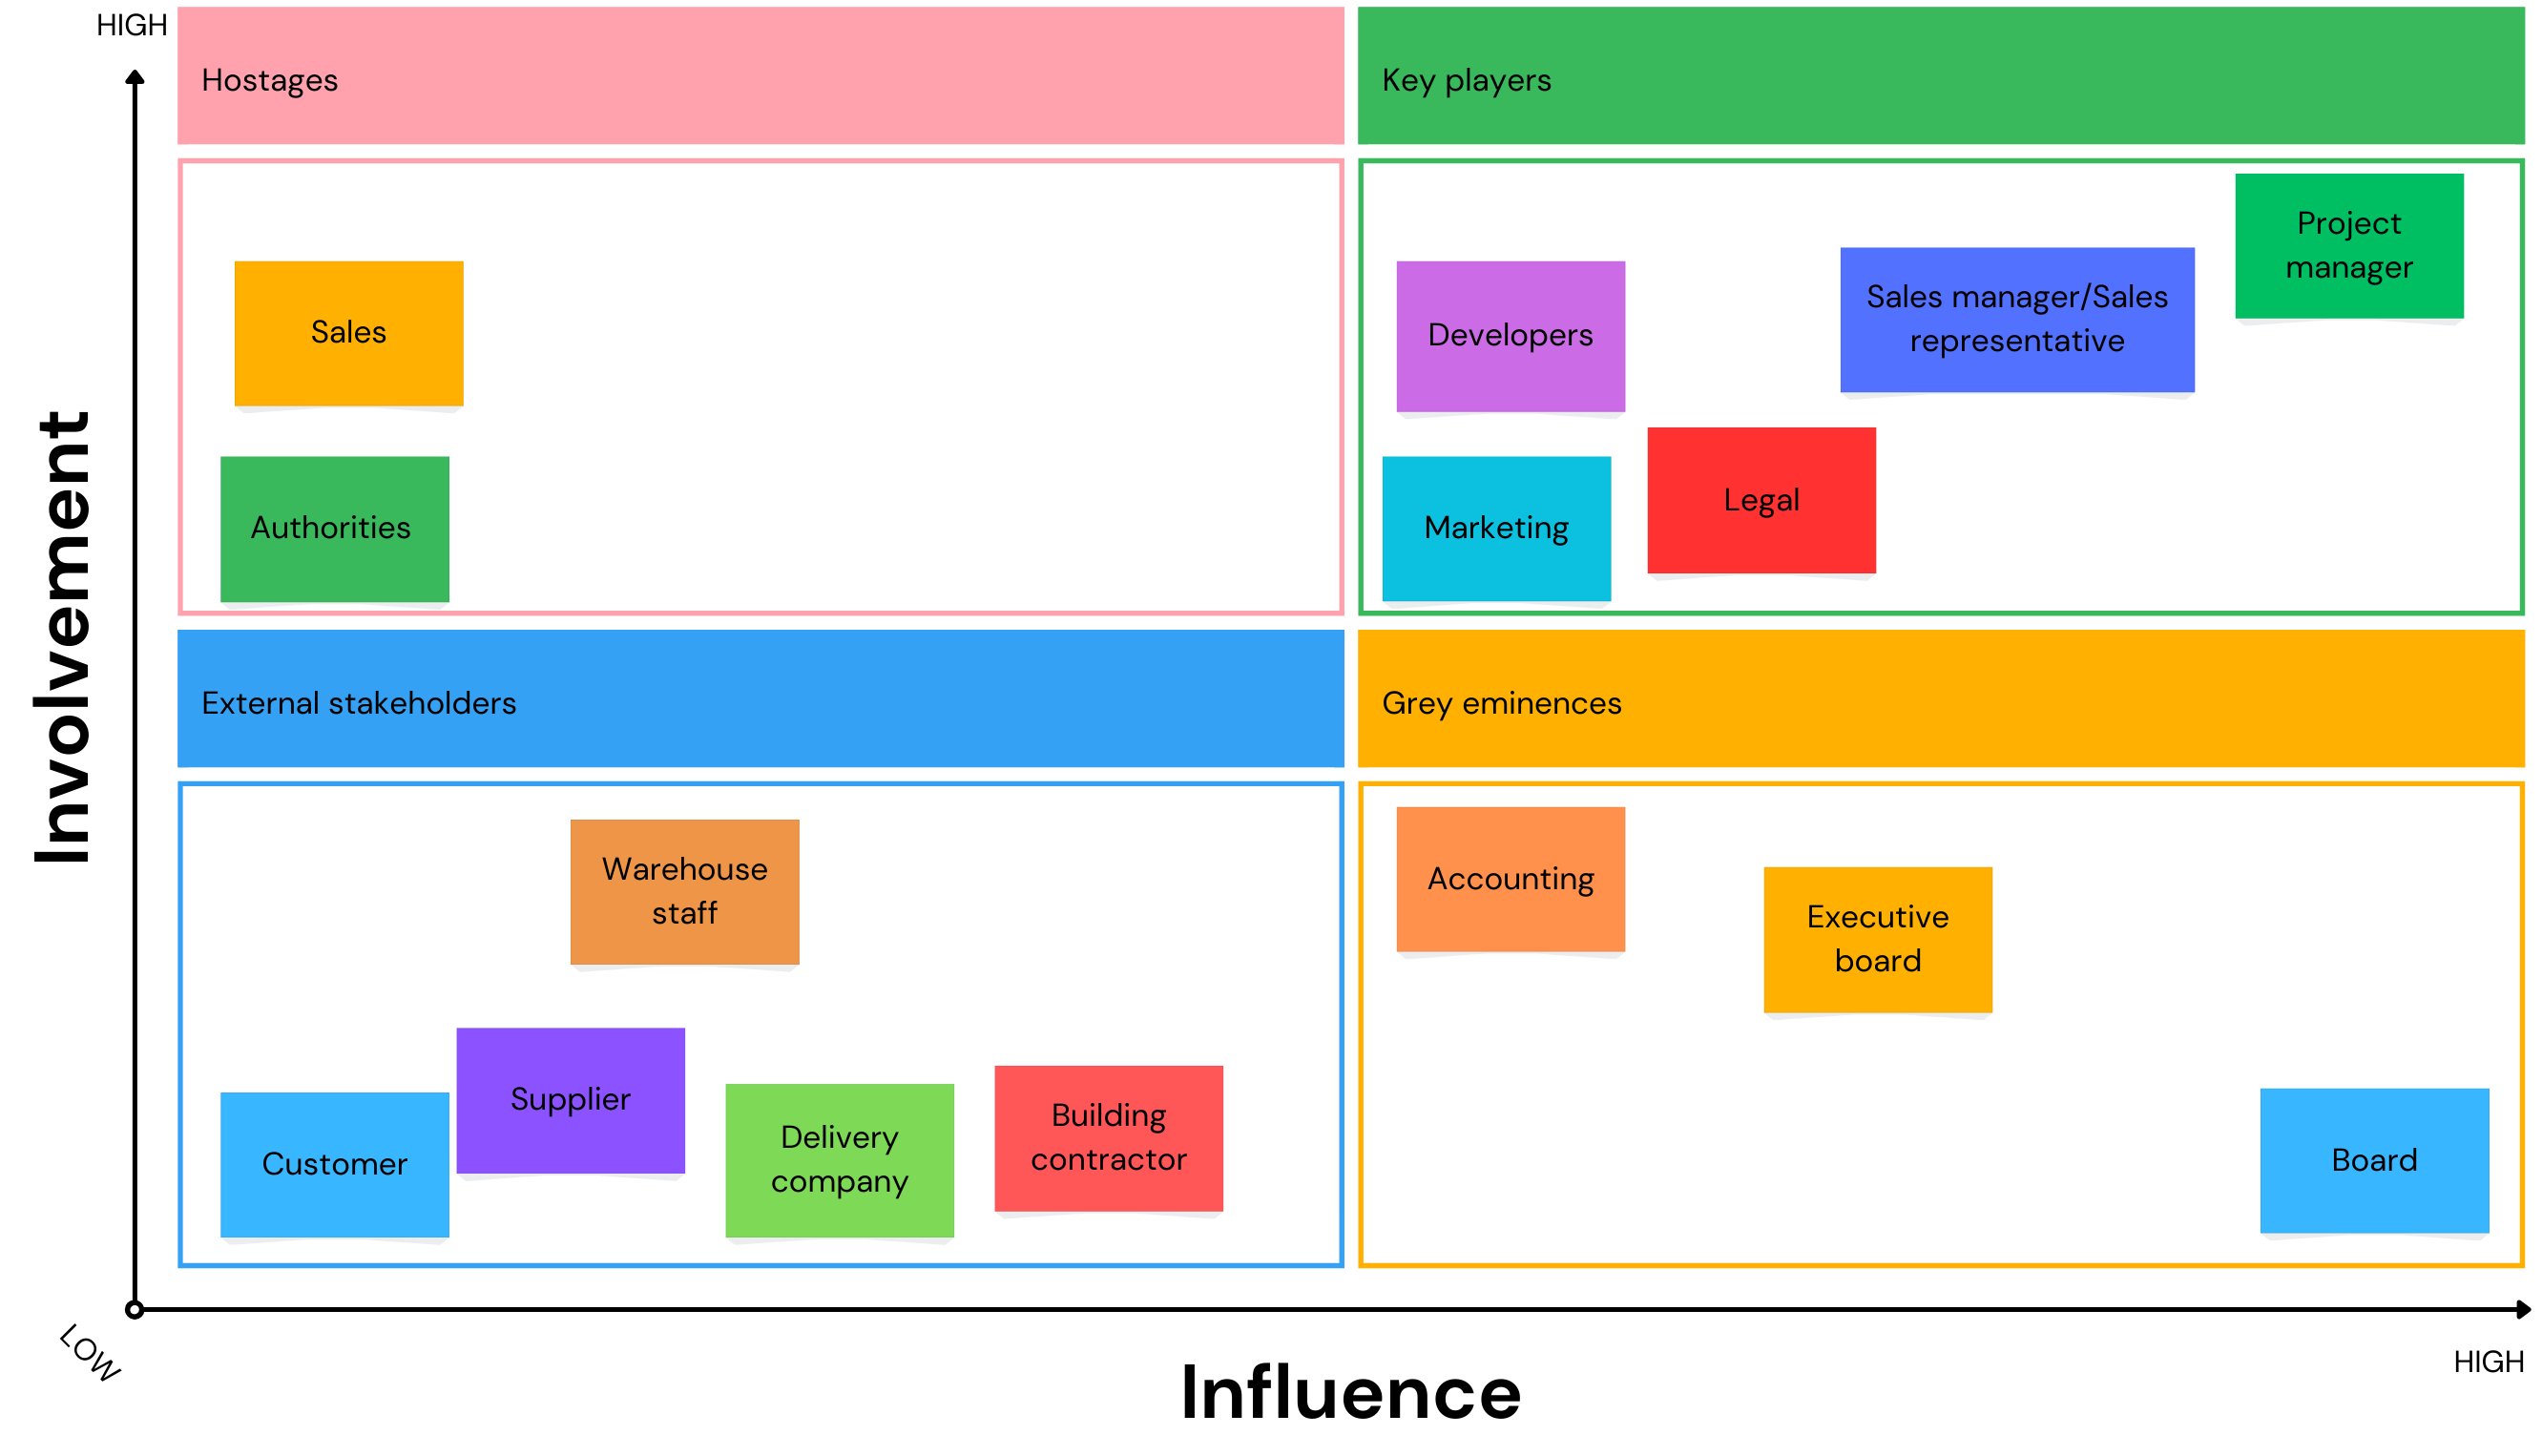 HIGH
Hostages
Key players
Project
manager
Sales manager/Sales
representative
Sales
Developers
Legal
Authorities
Marketing
Involvement
External stakeholders
Grey eminences
Warehouse
staff
Accounting
Executive
board
Supplier
Building
contractor
Delivery
company
Customer
Board
LOW
HIGH
Influence